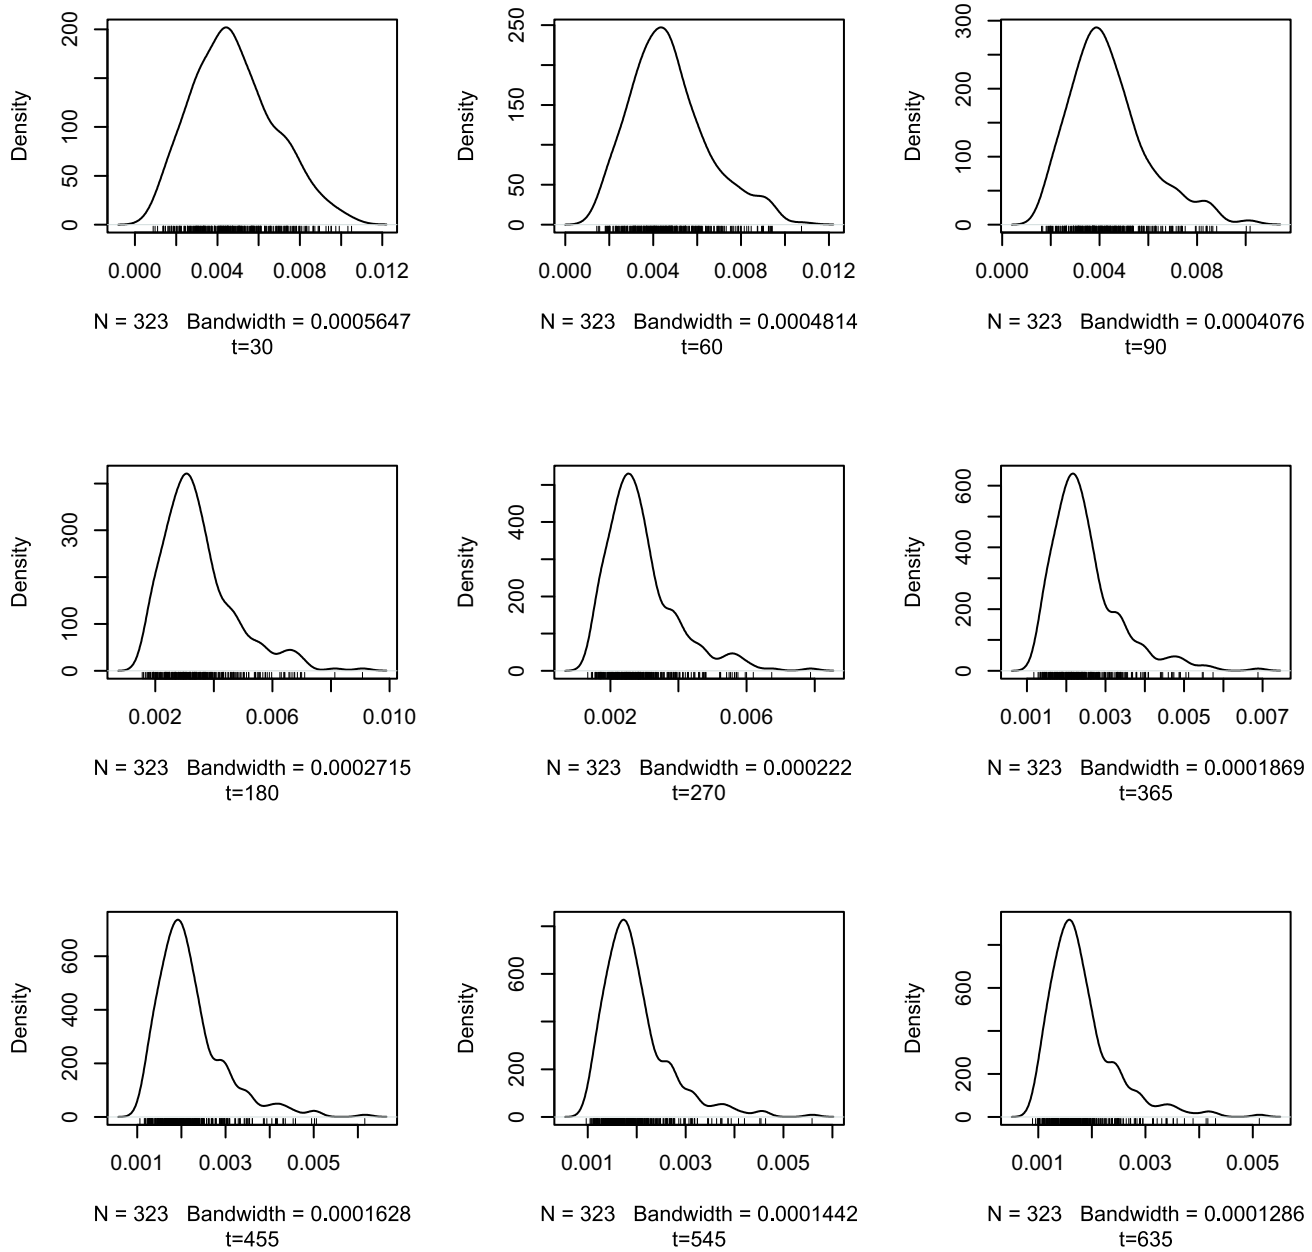 Density
200
100
50
0
0.000 0.004 0.008 0.012
N = 323 Bandwidth = 0.0005647
t=30
Density
250
150
50
0
0.000 0.004 0.008 0.012
N = 323 Bandwidth = 0.0004814
t=60
Density
300
200
100
0
0.000 0.004 0.008
N = 323 Bandwidth = 0.0004076
t=90
Density
300
100
0
0.002 0.006 0.010
N = 323 Bandwidth = 0.0002715
t=180
Density
400
200
0
0.002 0.006
N = 323 Bandwidth = 0.000222
t=270
Density
600
400
200
0
0.001 0.003 0.005 0.007
N = 323 Bandwidth = 0.0001869
t=365
Density
600
400
200
0
0.001 0.003 0.005
N = 323 Bandwidth = 0.0001628
t=455
Density
600
200
0
0.001 0.003 0.005
N = 323 Bandwidth = 0.0001442
t=545
Density
600
200
0
0.001 0.003 0.005
N = 323 Bandwidth = 0.0001286
t=635